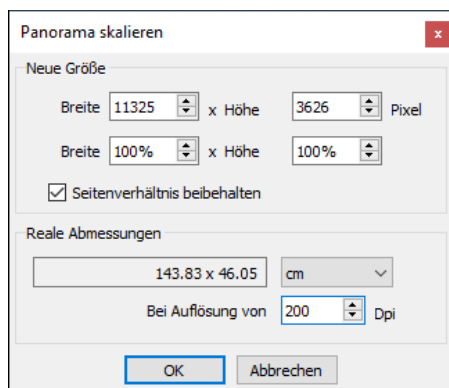 Panorama skalieren x
Neue Größe
Breite 11325 x Höhe 3626 Pixel
Breite 100% x Höhe 100%
Seitenverhältnis beibehalten
Reale Abmessungen
143.83 x 46.05 cm
Bei Auflösung von 200 Dpi
OK Abbrechen